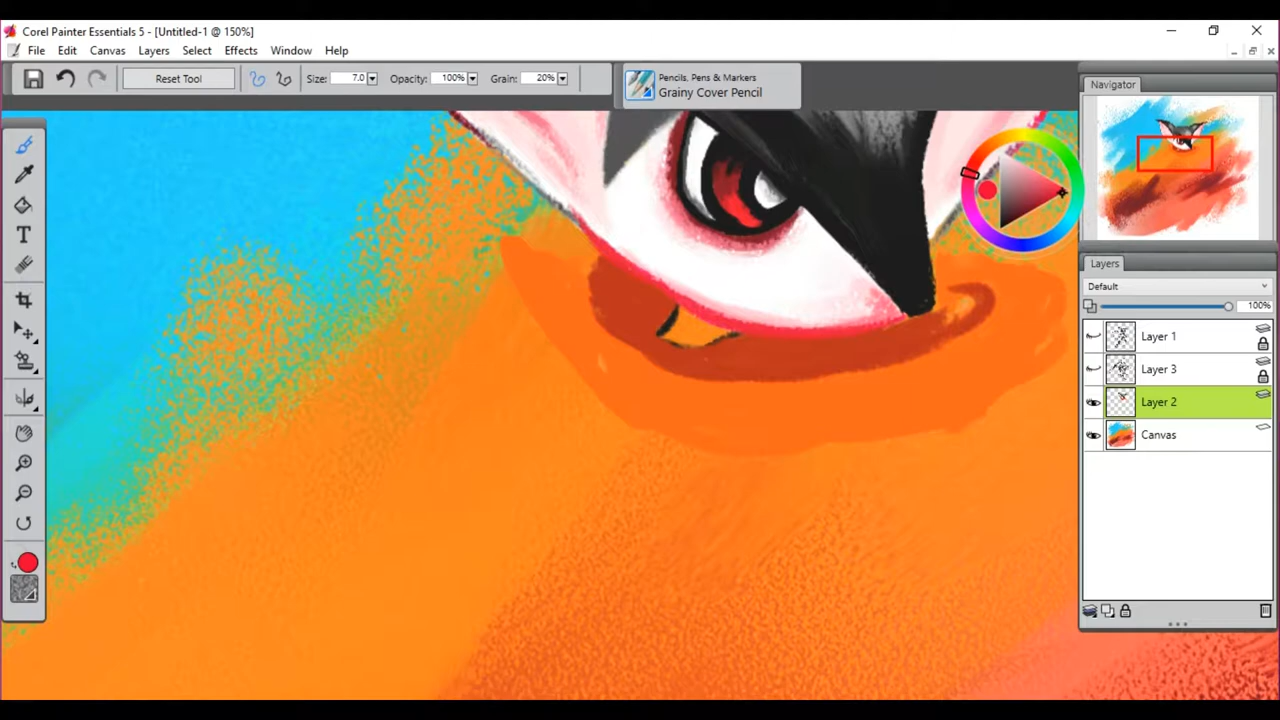 Corel Painter Essentials 5 - [Untitled-1 @ 150%]
File Edit Canvas Layers Select Effects Window Help
Reset Tool Size: 7.0 Opacity: 100% Grain: 20%
Pencils, Pens & Markers
Grainy Cover Pencil
Navigator
Layers
Default
100%
Layer 1
Layer 3
Layer 2
Canvas